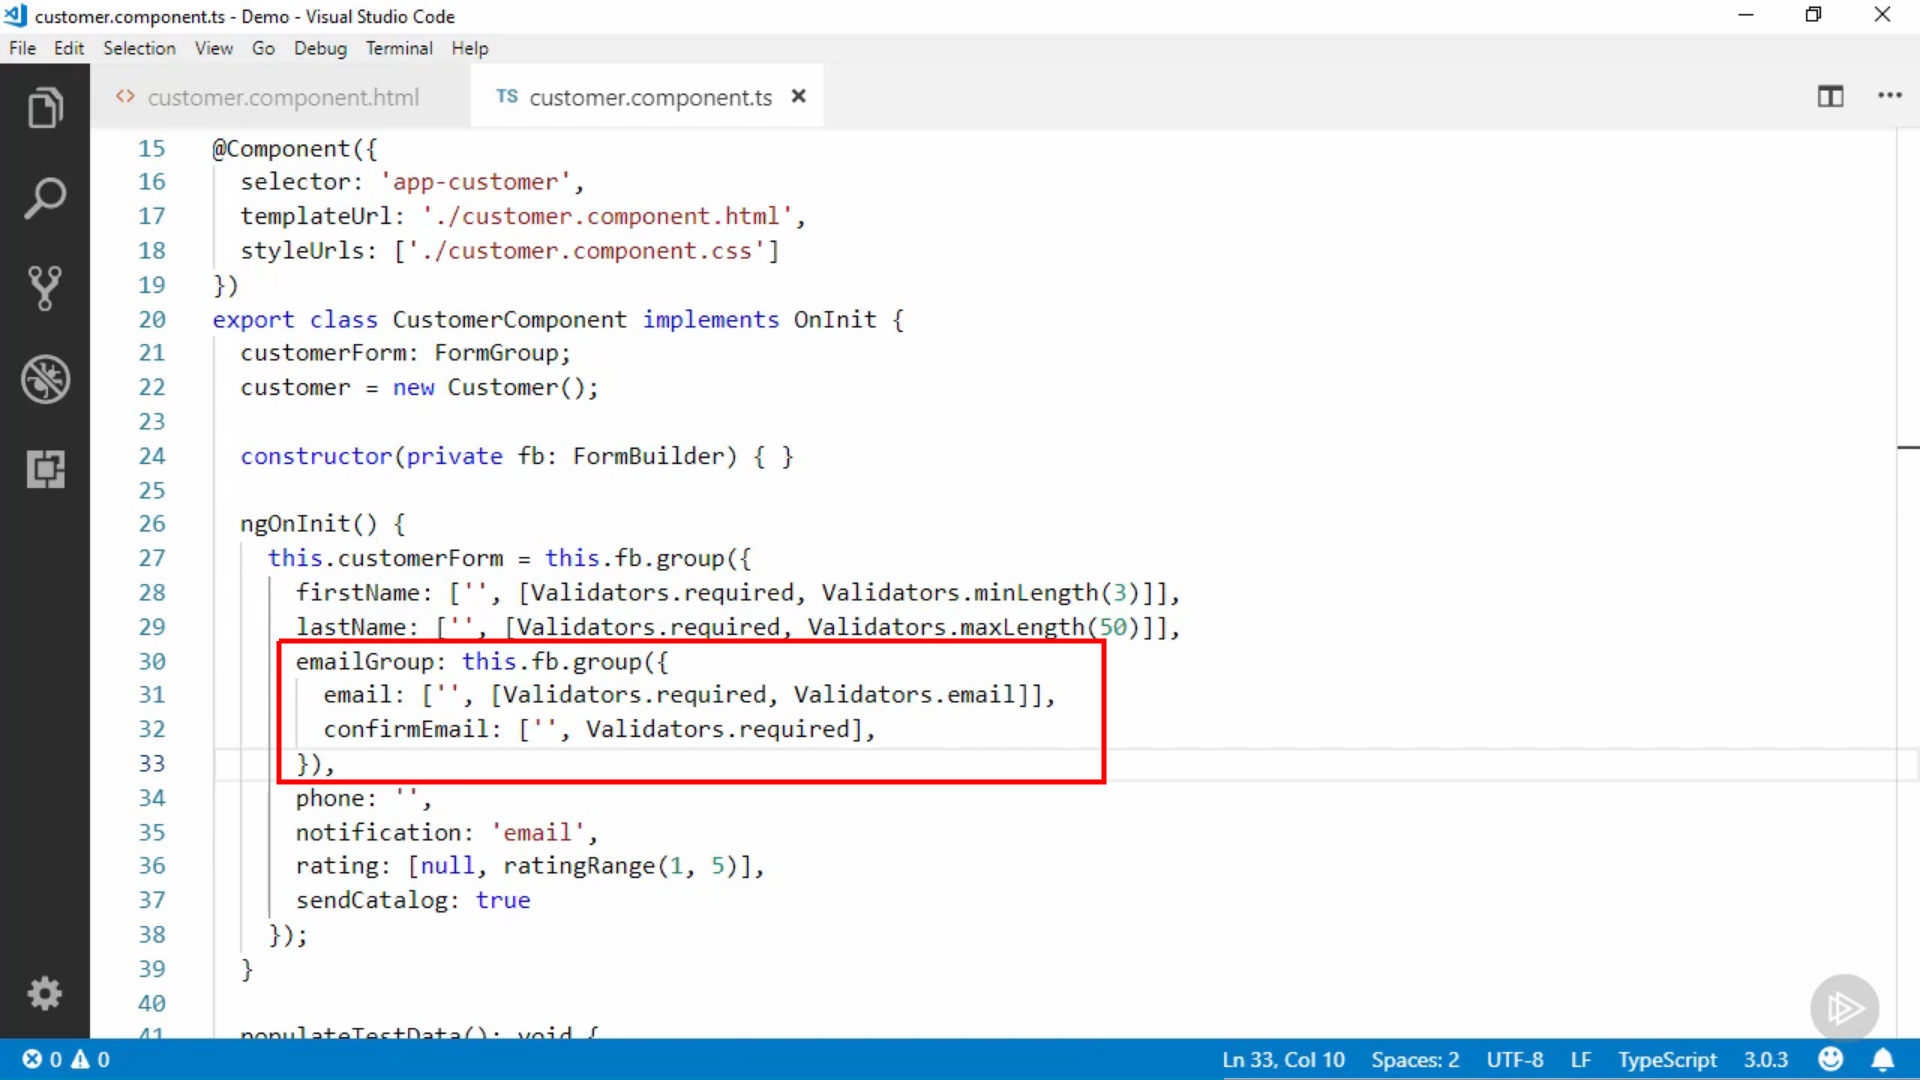 customer.component.ts - Demo - Visual Studio Code
File Edit Selection View Go Debug Terminal Help
<> customer.component.html TS customer.component.ts ×
15 @Component({
16 selector: 'app-customer',
17 templateUrl: './customer.component.html',
18 styleUrls: ['./customer.component.css']
19 })
20 export class CustomerComponent implements OnInit {
21 customerForm: FormGroup;
22 customer = new Customer();
23
24 constructor(private fb: FormBuilder) { }
25
26 ngOnInit() {
27 this.customerForm = this.fb.group({
28 firstName: ['', [Validators.required, Validators.minLength(3)]],
29 lastName: ['', [Validators.required, Validators.maxLength(50)]],
30 emailGroup: this.fb.group({
31 email: ['', [Validators.required, Validators.email]],
32 confirmEmail: ['', Validators.required],
33 }),
34 phone: '',
35 notification: 'email',
36 rating: [null, ratingRange(1, 5)],
37 sendCatalog: true
38 });
39 }
40
41 populateTestData(): void {
0 0 Ln 33, Col 10 Spaces: 2 UTF-8 LF TypeScript 3.0.3